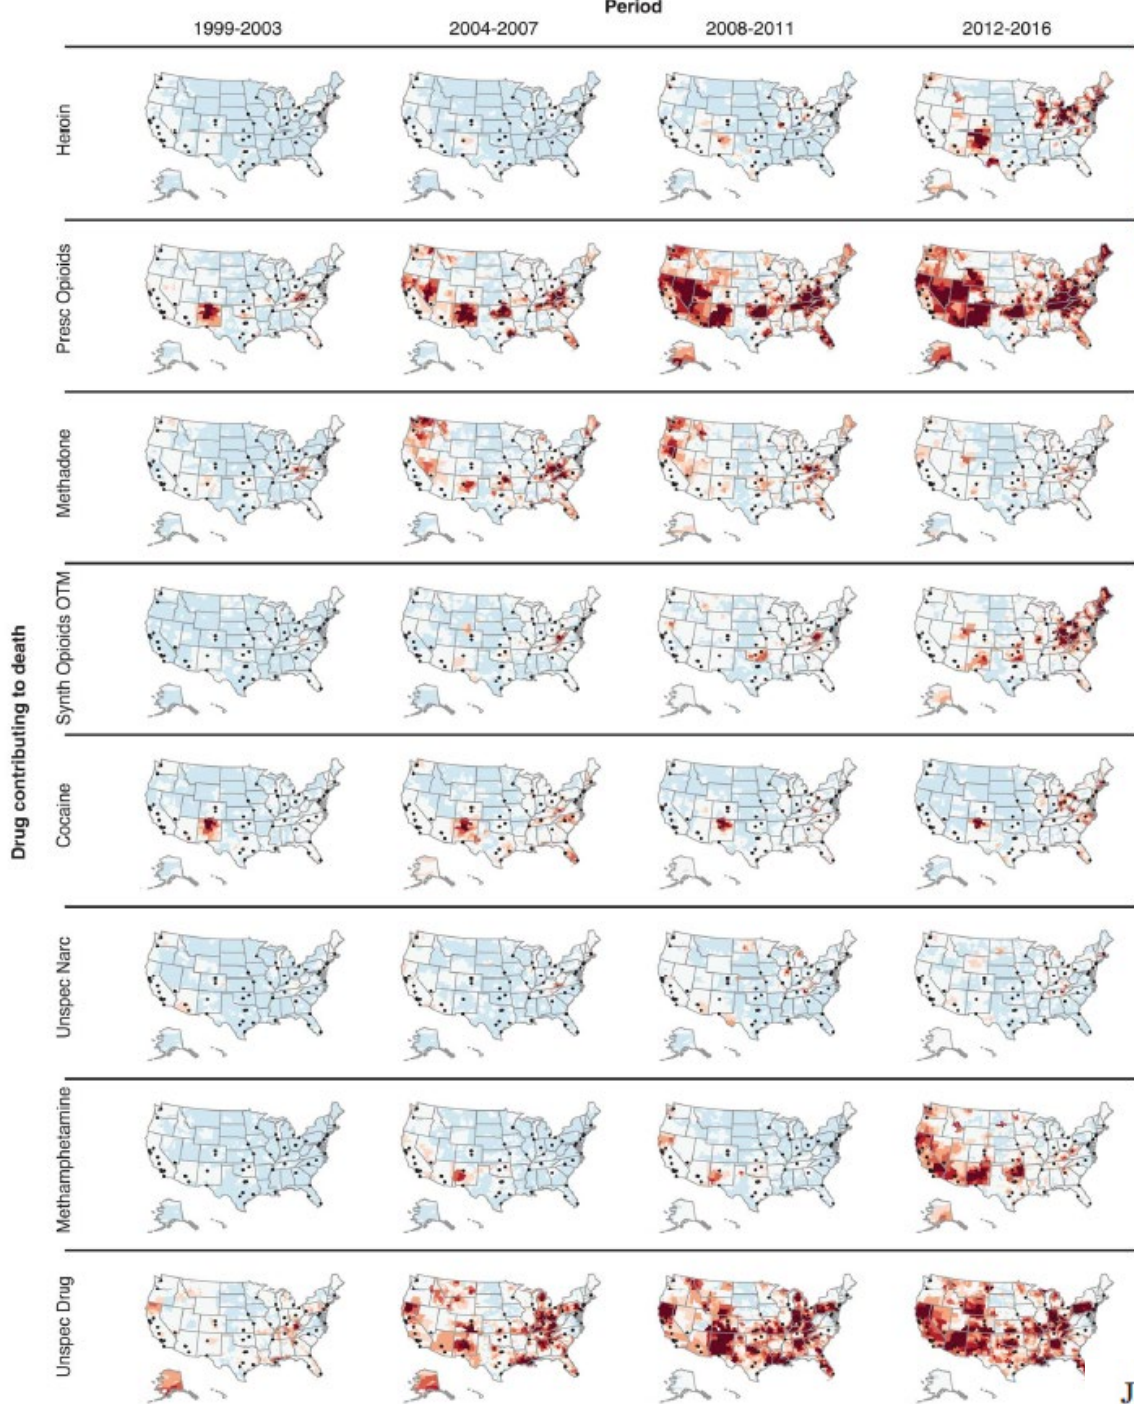 Period
1999-2003 2004-2007 2008-2011 2012-2016
Drug contributing to death
Heroin
Presc Opioids
Methadone
Synth Opioids OTM
Cocaine
Unspec Narc
Methamphetamine
Unspec Drug
J